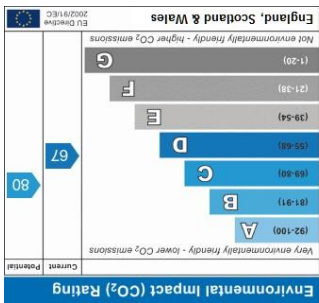 Environmental Impact (CO₂) Rating
Current Potential
Very environmentally friendly - lower CO₂ emissions
(92-100) A
(81-91) B
(69-80) C
(55-68) D
(39-54) E
(21-38) F
(1-20) G
Not environmentally friendly - higher CO₂ emissions
67
80
England, Scotland & Wales
EU Directive
2002/91/EC